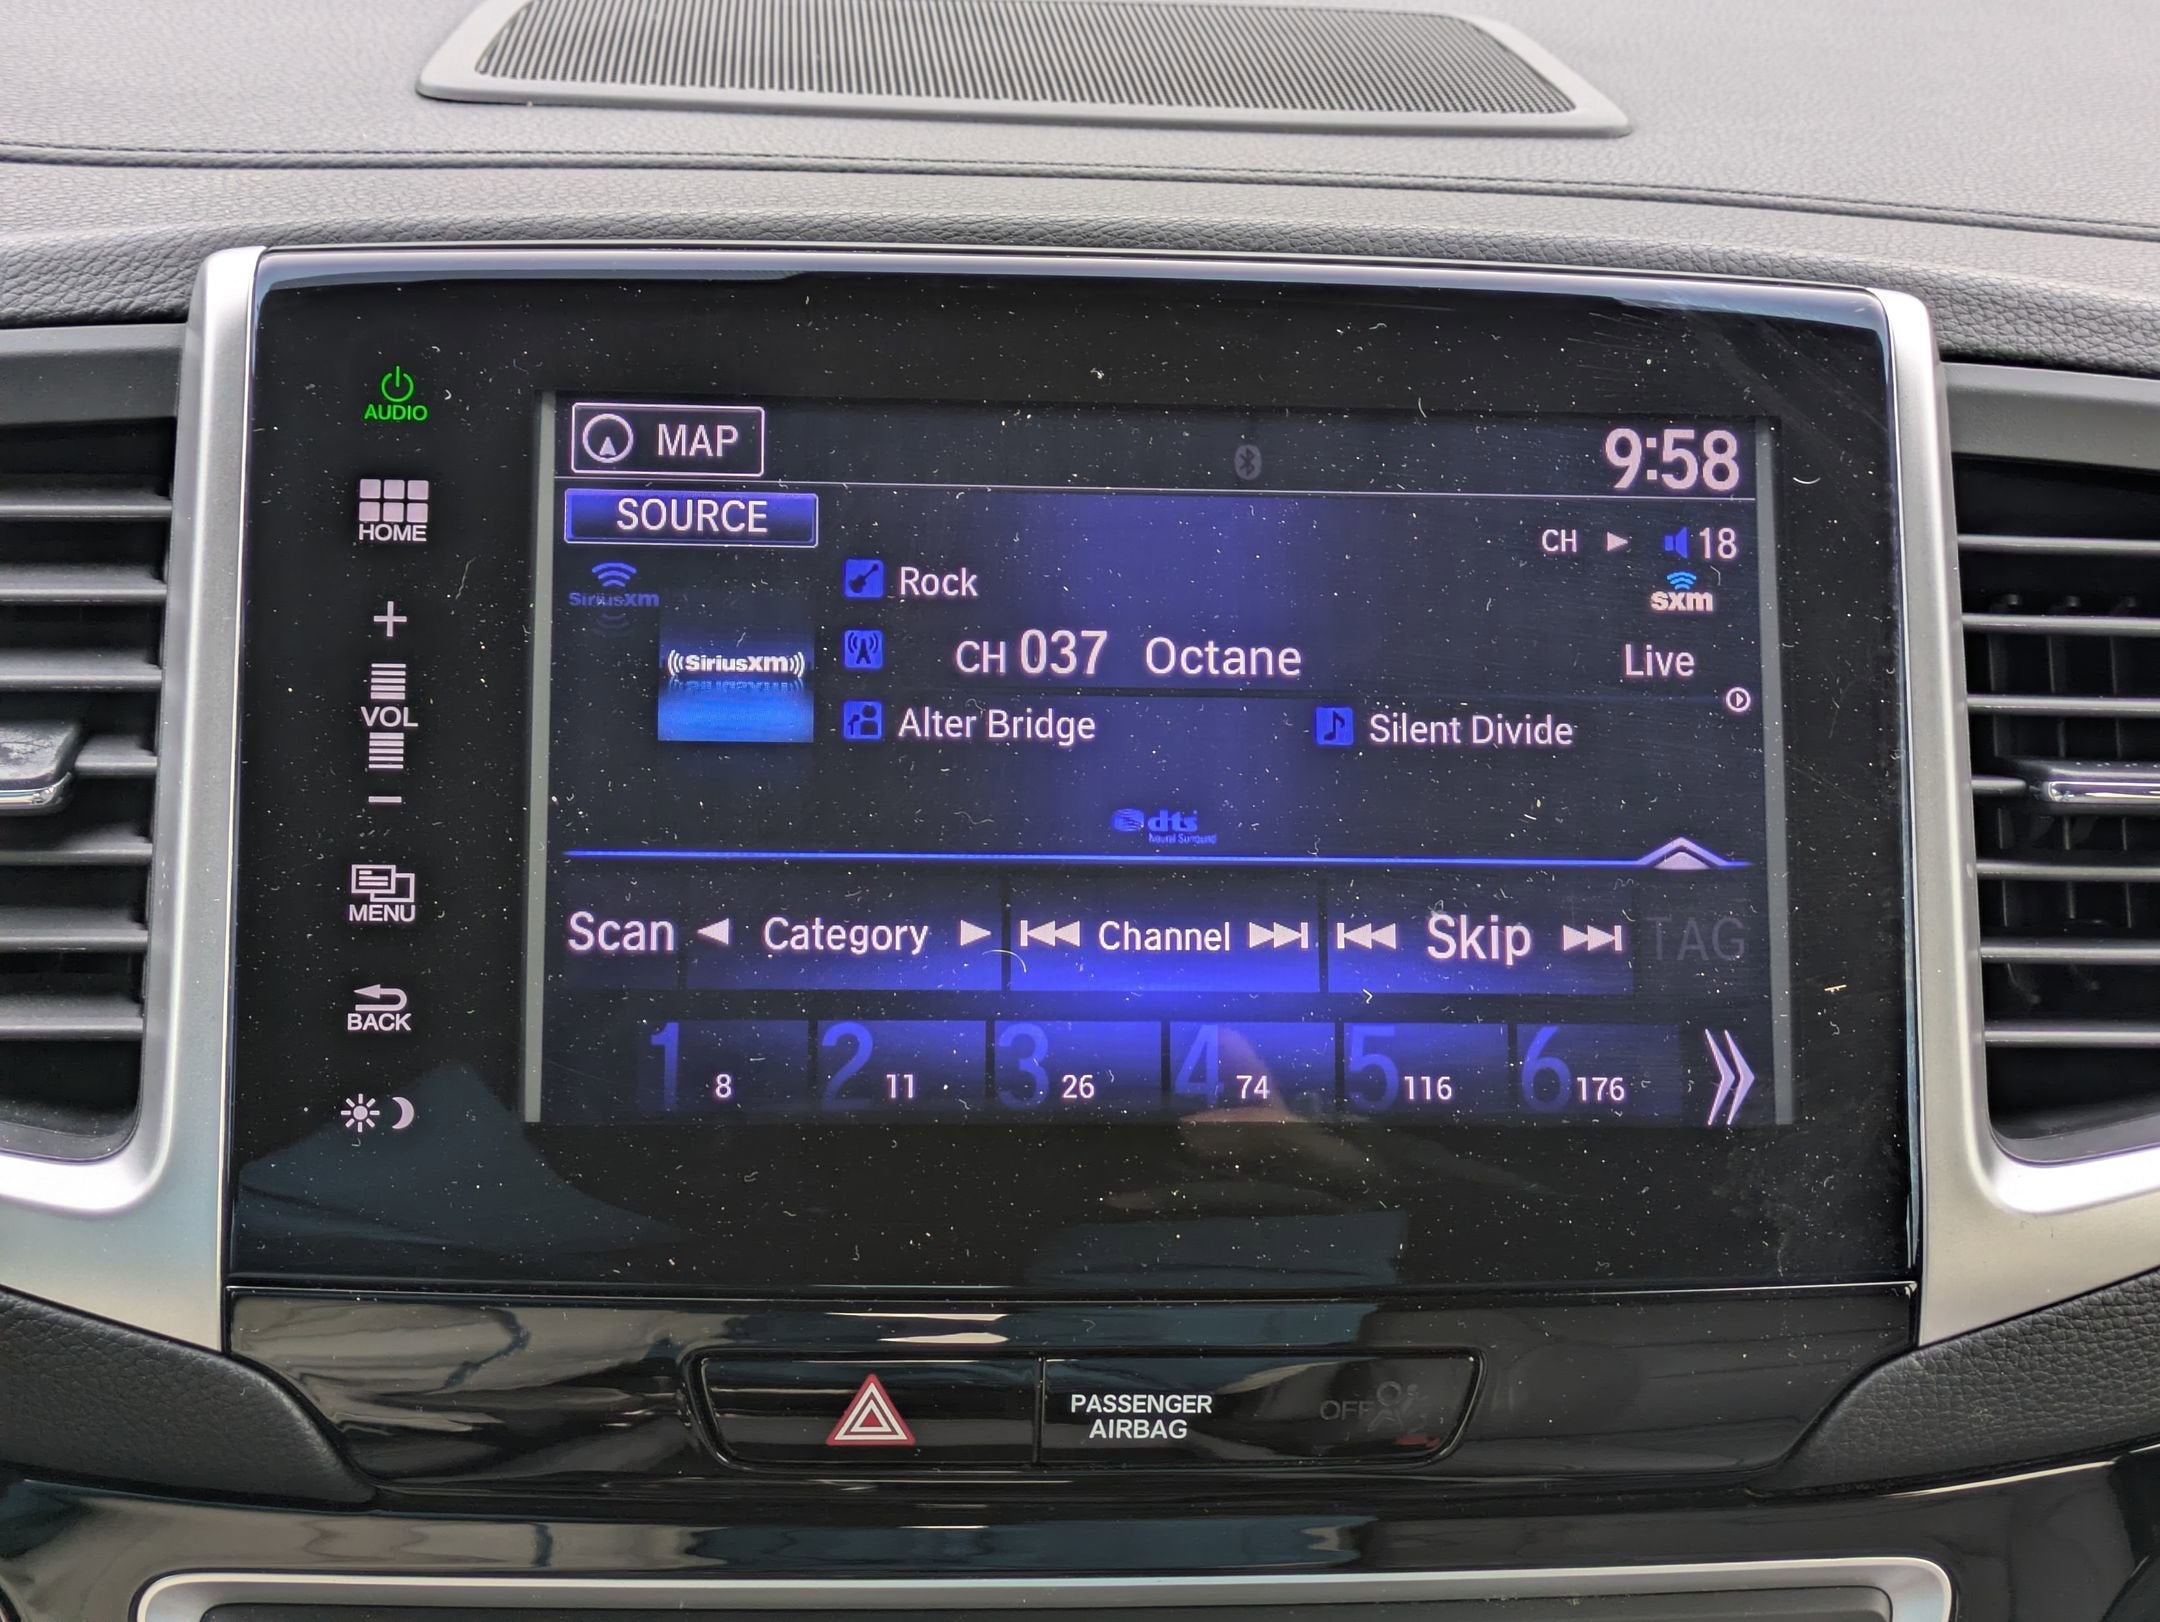 AUDIO
HOME
+
VOL
−
MENU
BACK
MAP
9:58
SOURCE
CH ► 18
SiriusXM
Rock
sxm
((SiriusXM))
CH 037 Octane
Live
Alter Bridge
Silent Divide
dts
Neural Surround
Scan ◄ Category ► Channel Skip TAG
1 8
2 11
3 26
4 74
5 116
6 176
PASSENGER
AIRBAG
OFF